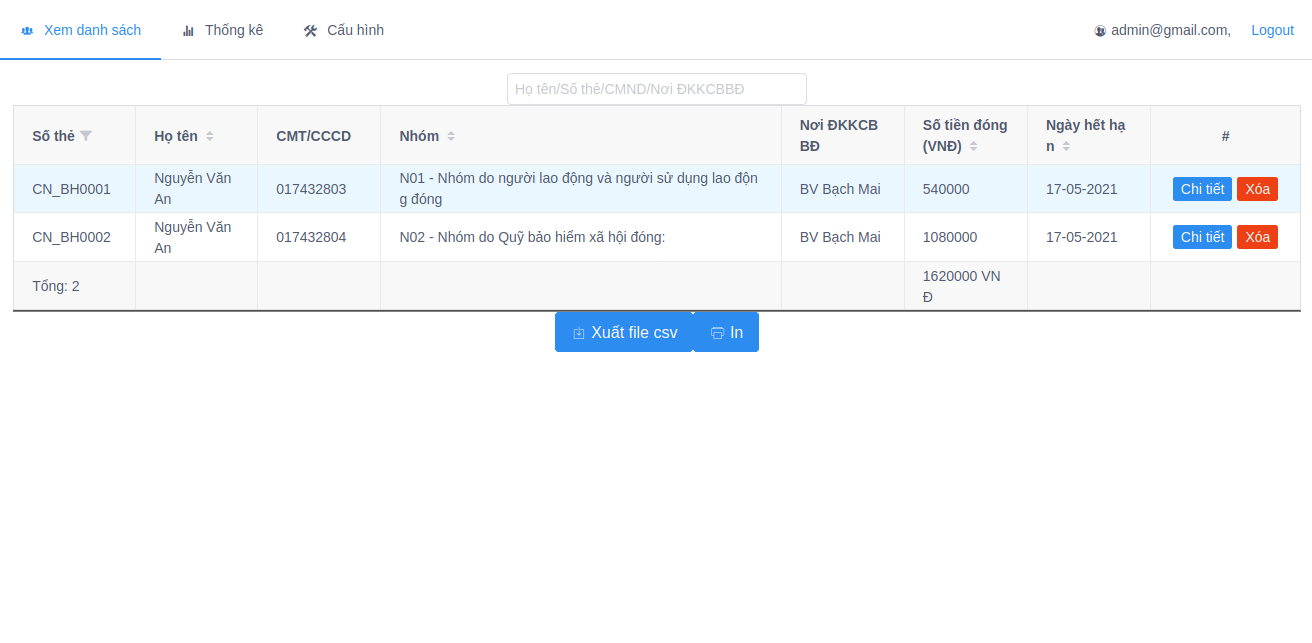 Xem danh sách Thống kê Cấu hình admin@gmail.com, Logout
Họ tên/Số thẻ/CMND/Nơi ĐKKCBBĐ
Số thẻ Họ tên CMT/CCCD Nhóm Nơi ĐKKCB Số tiền đóng Ngày hết hạ #
BĐ (VNĐ) n
CN_BH0001 Nguyễn Văn 017432803 N01 - Nhóm do người lao động và người sử dụng lao độn BV Bạch Mai 540000 17-05-2021 Chi tiết Xóa
An g đóng
CN_BH0002 Nguyễn Văn 017432804 N02 - Nhóm do Quỹ bảo hiểm xã hội đóng: BV Bạch Mai 1080000 17-05-2021 Chi tiết Xóa
An
Tổng: 2 1620000 VN
Đ
Xuất file csv In